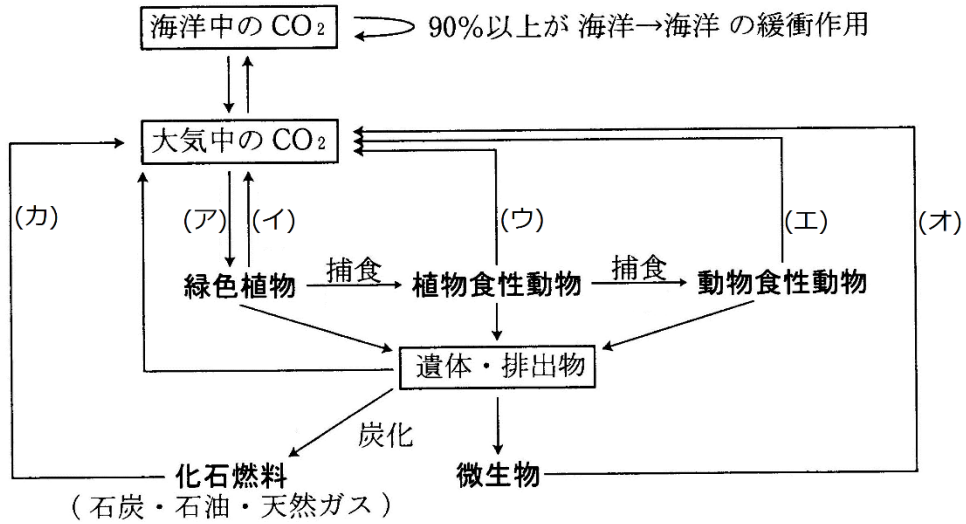 海洋中のCO₂
90%以上が 海洋→海洋 の緩衝作用
大気中のCO₂
(カ)
(ア)
(イ)
(ウ)
(エ)
(オ)
緑色植物
捕食
植物食性動物
捕食
動物食性動物
遺体・排出物
炭化
化石燃料
(石炭・石油・天然ガス)
微生物